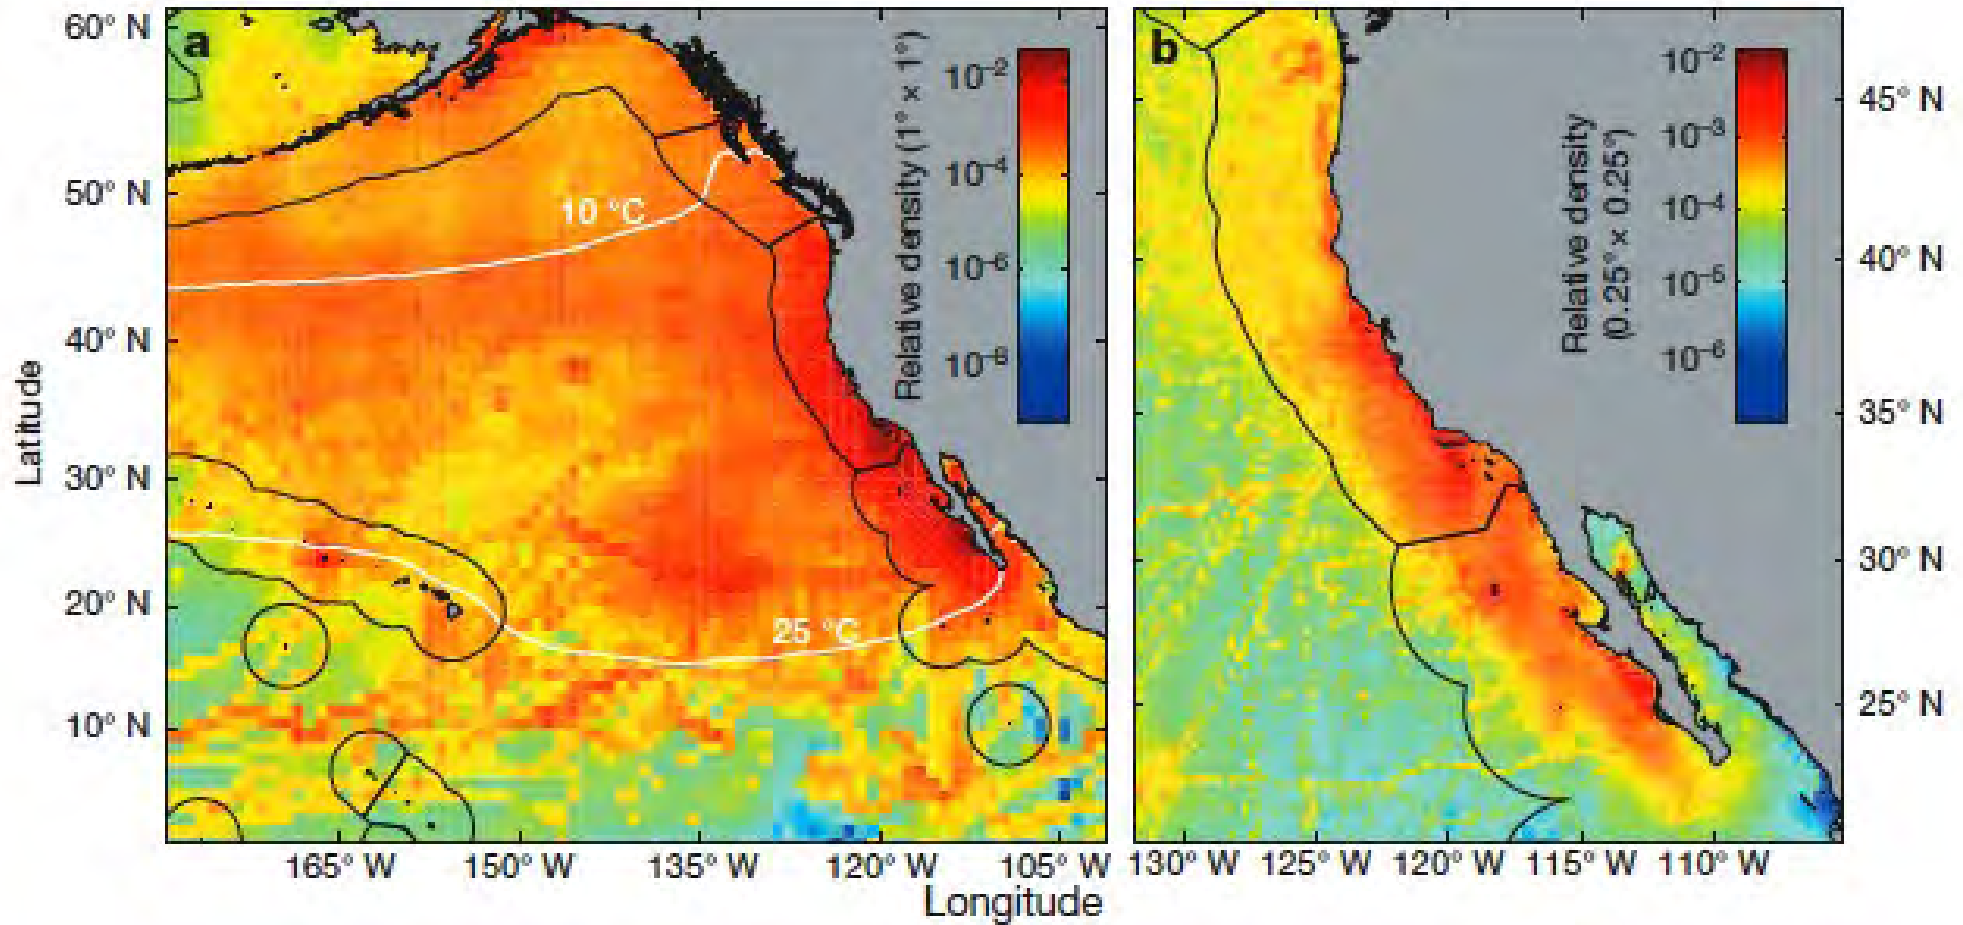 a
60° N
50° N
40° N
30° N
20° N
10° N
Latitude
10 °C
25 °C
Relative density (1° × 1°)
10-2
10-4
10-6
10-8
165° W 150° W 135° W 120° W 105° W
b
Relative density
(0.25° × 0.25°)
10-2
10-3
10-4
10-5
10-6
45° N
40° N
35° N
30° N
25° N
130° W 125° W 120° W 115° W 110° W
Longitude